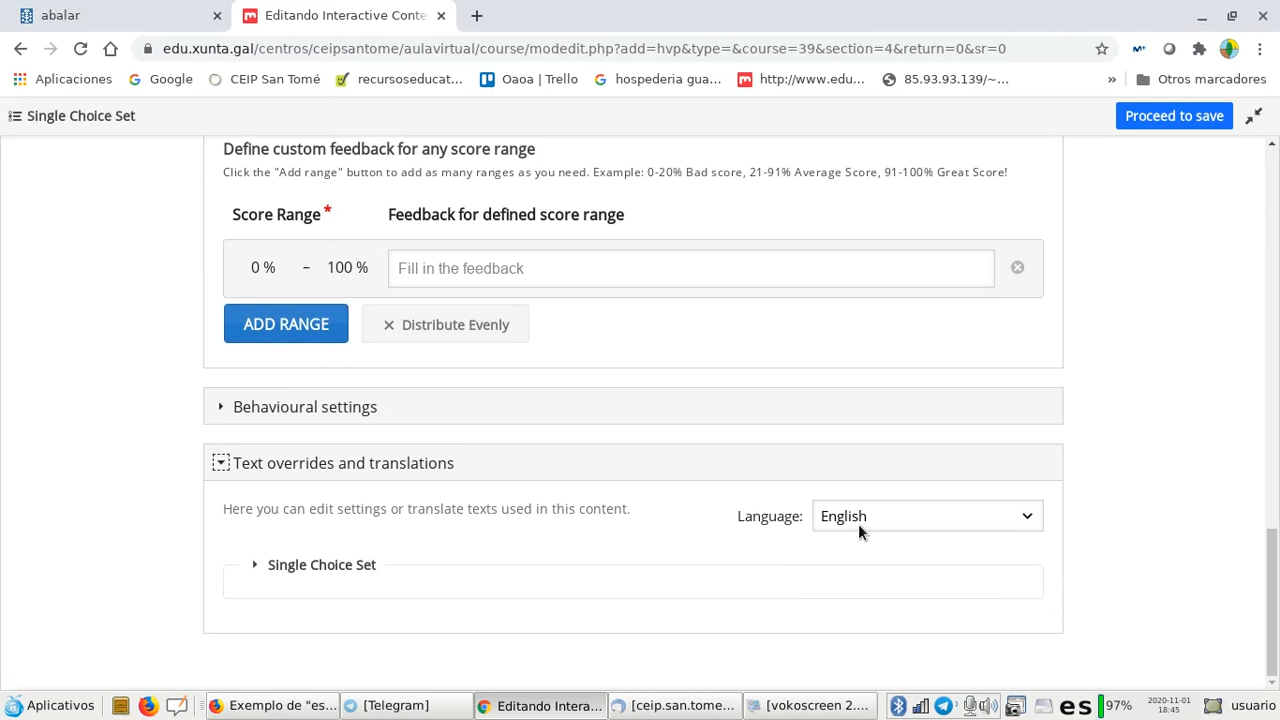 abalar
Editando Interactive Conte
edu.xunta.gal/centros/ceipsantome/aulavirtual/course/modedit.php?add=hvp&type=&course=39&section=4&return=0&sr=0
Aplicaciones Google CEIP San Tomé recursoseducat... Oaoa | Trello hospederia gua... http://www.edu... 85.93.93.139/~... » Otros marcadores
Single Choice Set Proceed to save
Define custom feedback for any score range
Click the "Add range" button to add as many ranges as you need. Example: 0-20% Bad score, 21-91% Average Score, 91-100% Great Score!
Score Range * Feedback for defined score range
0 % – 100 % Fill in the feedback
ADD RANGE Distribute Evenly
Behavioural settings
Text overrides and translations
Here you can edit settings or translate texts used in this content. Language: English
Single Choice Set
Aplicativos Exemplo de "es... [Telegram] Editando Intera... [ceip.san.tome... [vokoscreen 2.... es 97% 2020-11-01 usuario
18:45